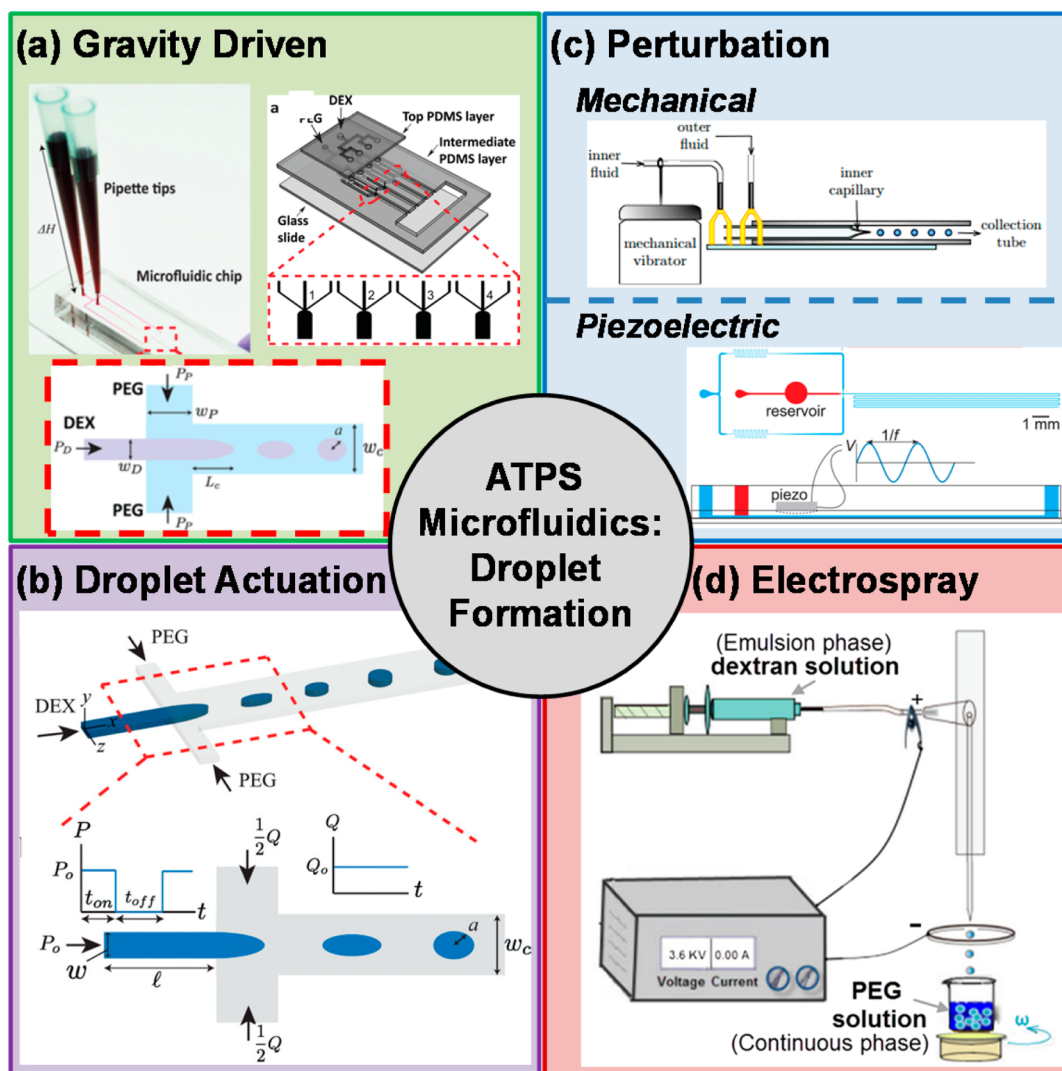 (a) Gravity Driven
Pipette tips
ΔH
Microfluidic chip
a
DEX
Top PDMS layer
Intermediate
PDMS layer
Glass
slide
1
2
3
4
PEG
P_P
w_P
DEX
P_D
w_D
L_c
a
w_c
PEG
P_P
(c) Perturbation
Mechanical
outer
fluid
inner
fluid
inner
capillary
mechanical
vibrator
collection
tube
Piezoelectric
reservoir
1 mm
V
1/f
piezo
ATPS
Microfluidics:
Droplet
Formation
(b) Droplet Actuation
PEG
DEX
y
x
z
PEG
P
P_o
t_on
t_off
t
½Q
Q
Q_o
t
P_o
w
ℓ
a
w_c
½Q
(d) Electrospray
(Emulsion phase)
dextran solution
+
−
3.6 KV
0.00 A
Voltage Current
PEG
solution
(Continuous phase)
ω